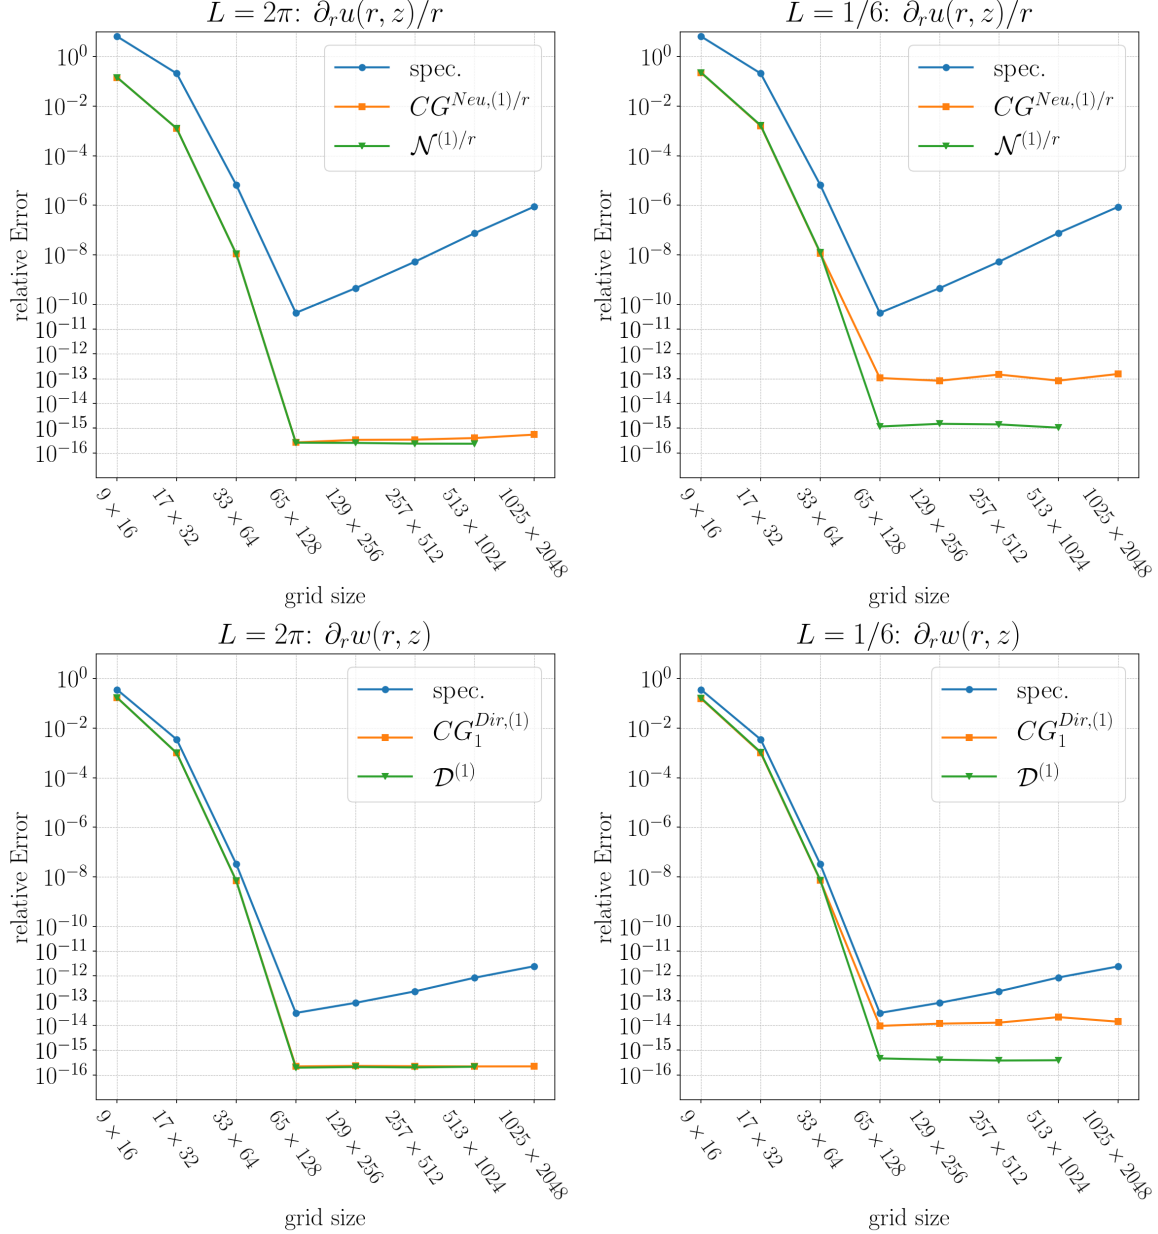 L = 2π: ∂ᵣu(r, z)/r
10⁰
10⁻²
10⁻⁴
10⁻⁶
10⁻⁸
10⁻¹⁰
10⁻¹¹
10⁻¹²
10⁻¹³
10⁻¹⁴
10⁻¹⁵
10⁻¹⁶
relative Error
spec.
CG^{Neu,(1)/r}
𝒩^{(1)/r}
9 × 16
17 × 32
33 × 64
65 × 128
129 × 256
257 × 512
513 × 1024
1025 × 2048
grid size
L = 1/6: ∂ᵣu(r, z)/r
10⁰
10⁻²
10⁻⁴
10⁻⁶
10⁻⁸
10⁻¹⁰
10⁻¹¹
10⁻¹²
10⁻¹³
10⁻¹⁴
10⁻¹⁵
10⁻¹⁶
relative Error
spec.
CG^{Neu,(1)/r}
𝒩^{(1)/r}
9 × 16
17 × 32
33 × 64
65 × 128
129 × 256
257 × 512
513 × 1024
1025 × 2048
grid size
L = 2π: ∂ᵣw(r, z)
10⁰
10⁻²
10⁻⁴
10⁻⁶
10⁻⁸
10⁻¹⁰
10⁻¹¹
10⁻¹²
10⁻¹³
10⁻¹⁴
10⁻¹⁵
10⁻¹⁶
relative Error
spec.
CG₁^{Dir,(1)}
𝒟^{(1)}
9 × 16
17 × 32
33 × 64
65 × 128
129 × 256
257 × 512
513 × 1024
1025 × 2048
grid size
L = 1/6: ∂ᵣw(r, z)
10⁰
10⁻²
10⁻⁴
10⁻⁶
10⁻⁸
10⁻¹⁰
10⁻¹¹
10⁻¹²
10⁻¹³
10⁻¹⁴
10⁻¹⁵
10⁻¹⁶
relative Error
spec.
CG₁^{Dir,(1)}
𝒟^{(1)}
9 × 16
17 × 32
33 × 64
65 × 128
129 × 256
257 × 512
513 × 1024
1025 × 2048
grid size